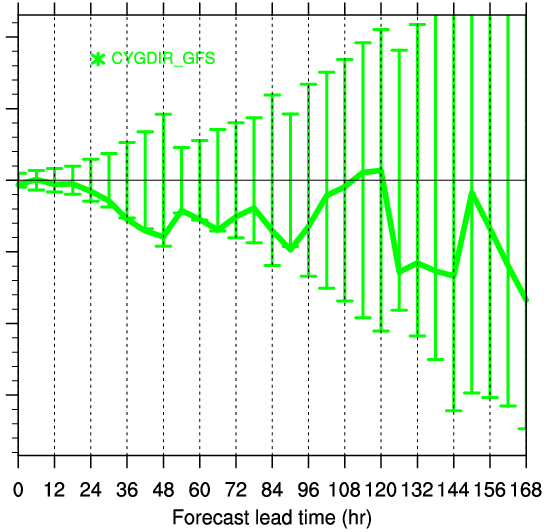 CYGDIR_GFS
0 12 24 36 48 60 72 84 96 108 120 132 144 156 168
Forecast lead time (hr)